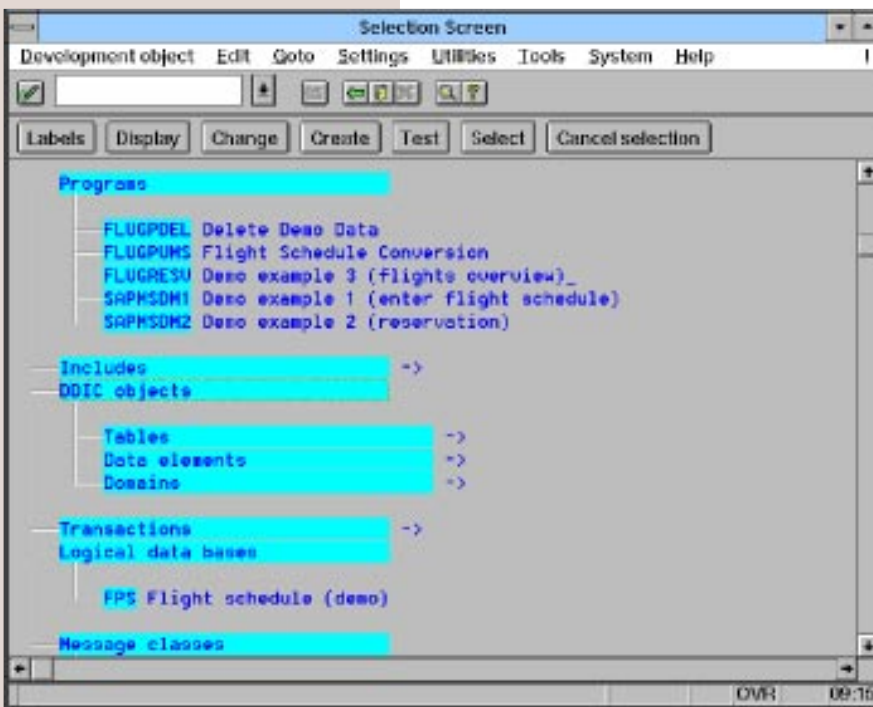 Selection Screen
Development object Edit Goto Settings Utilities Tools System Help
Labels Display Change Create Test Select Cancel selection
Programs
FLUGPDEL Delete Demo Data
FLUGPUMS Flight Schedule Conversion
FLUGRESV Demo example 3 (flights overview)_
SAPMSDM1 Demo example 1 (enter flight schedule)
SAPMSDM2 Demo example 2 (reservation)
Includes ->
DDIC objects
Tables ->
Data elements ->
Domains ->
Transactions ->
Logical data bases
FPS Flight schedule (demo)
Message classes
OVR 09:15